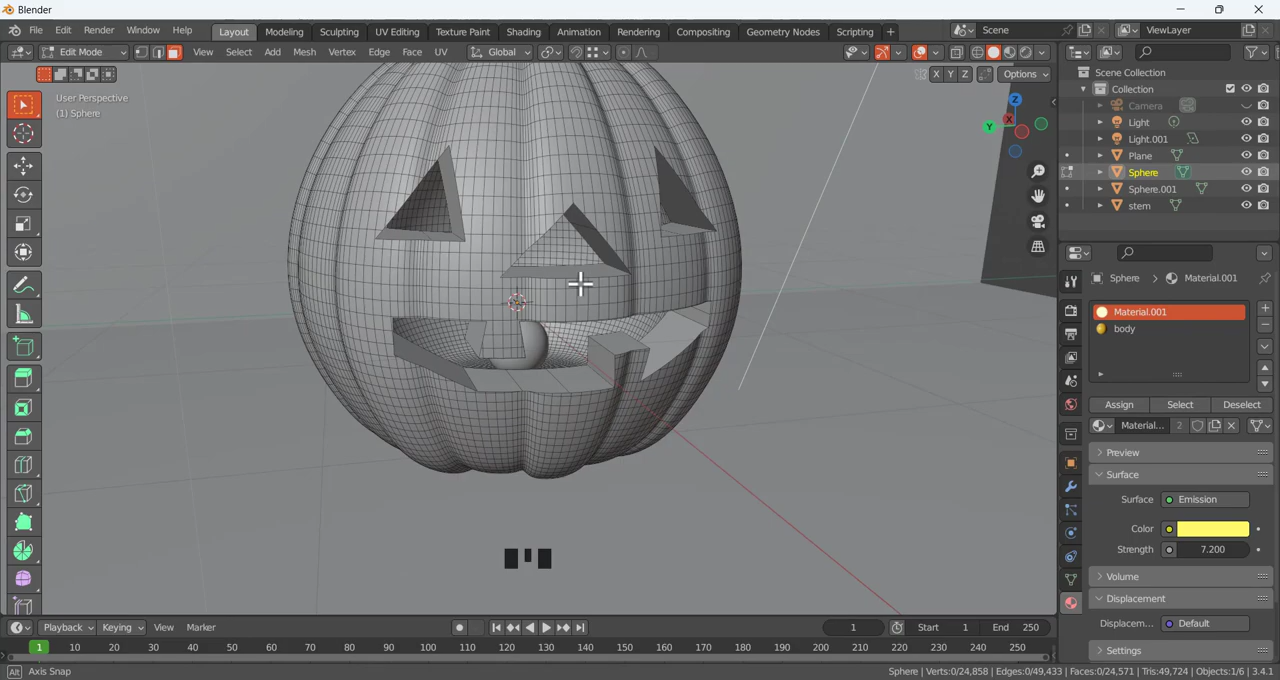 Blender
File Edit Render Window Help Layout Modeling Sculpting UV Editing Texture Paint Shading Animation Rendering Compositing Geometry Nodes Scripting + Scene ViewLayer
Edit Mode View Select Add Mesh Vertex Edge Face UV Global
X Y Z Options
User Perspective
(1) Sphere
Z
Y X
Scene Collection
Collection
Camera
Light
Light.001
Plane
Sphere
Sphere.001
stem
Sphere > Material.001
Material.001
body
Assign Select Deselect
Material... 2
Preview
Surface
Surface Emission
Color
Strength 7.200
Volume
Displacement
Displacem... Default
Settings
Playback Keying View Marker 1 Start 1 End 250
1 10 20 30 40 50 60 70 80 90 100 110 120 130 140 150 160 170 180 190 200 210 220 230 240 250
Alt Axis Snap Sphere | Verts:0/24,858 | Edges:0/49,433 | Faces:0/24,571 | Tris:49,724 | Objects:1/6 | 3.4.1